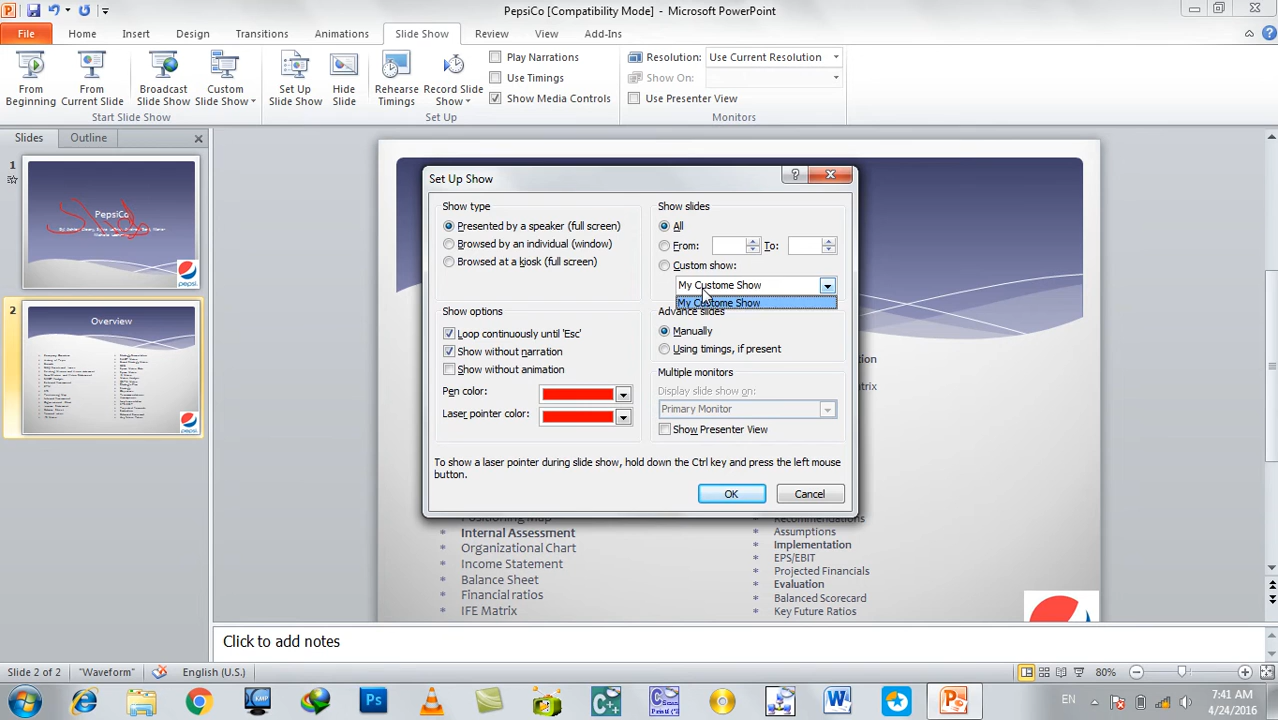 PepsiCo [Compatibility Mode] - Microsoft PowerPoint
File Home Insert Design Transitions Animations Slide Show Review View Add-Ins
From Beginning
From Current Slide
Broadcast Slide Show
Custom Slide Show
Start Slide Show
Set Up Slide Show
Hide Slide
Rehearse Timings
Record Slide Show
Play Narrations
Use Timings
Show Media Controls
Set Up
Resolution: Use Current Resolution
Show On:
Use Presenter View
Monitors
Slides Outline
1
PepsiCo
pepsi
2
Overview
pepsi
Set Up Show
Show type
Presented by a speaker (full screen)
Browsed by an individual (window)
Browsed at a kiosk (full screen)
Show options
Loop continuously until 'Esc'
Show without narration
Show without animation
Pen color:
Laser pointer color:
Show slides
All
From: To:
Custom show:
My Custome Show
My Custome Show
Advance slides
Manually
Using timings, if present
Multiple monitors
Display slide show on:
Primary Monitor
Show Presenter View
To show a laser pointer during slide show, hold down the Ctrl key and press the left mouse
button.
OK Cancel
Positioning Map
Internal Assessment
Organizational Chart
Income Statement
Balance Sheet
Financial ratios
IFE Matrix
Recommendations
Assumptions
Implementation
EPS/EBIT
Projected Financials
Evaluation
Balanced Scorecard
Key Future Ratios
Click to add notes
Slide 2 of 2 "Waveform" English (U.S.) 80%
EN 7:41 AM
4/24/2016